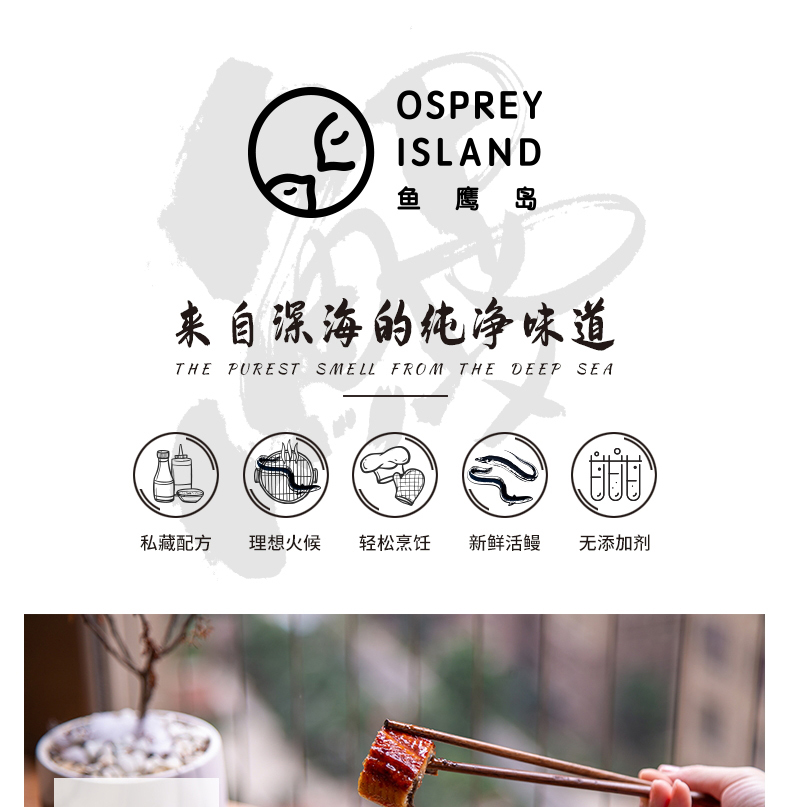 OSPREY
ISLAND
鱼鹰岛
来自深海的纯净味道
THE PUREST SMELL FROM THE DEEP SEA
私藏配方 理想火候 轻松烹饪 新鲜活鳗 无添加剂